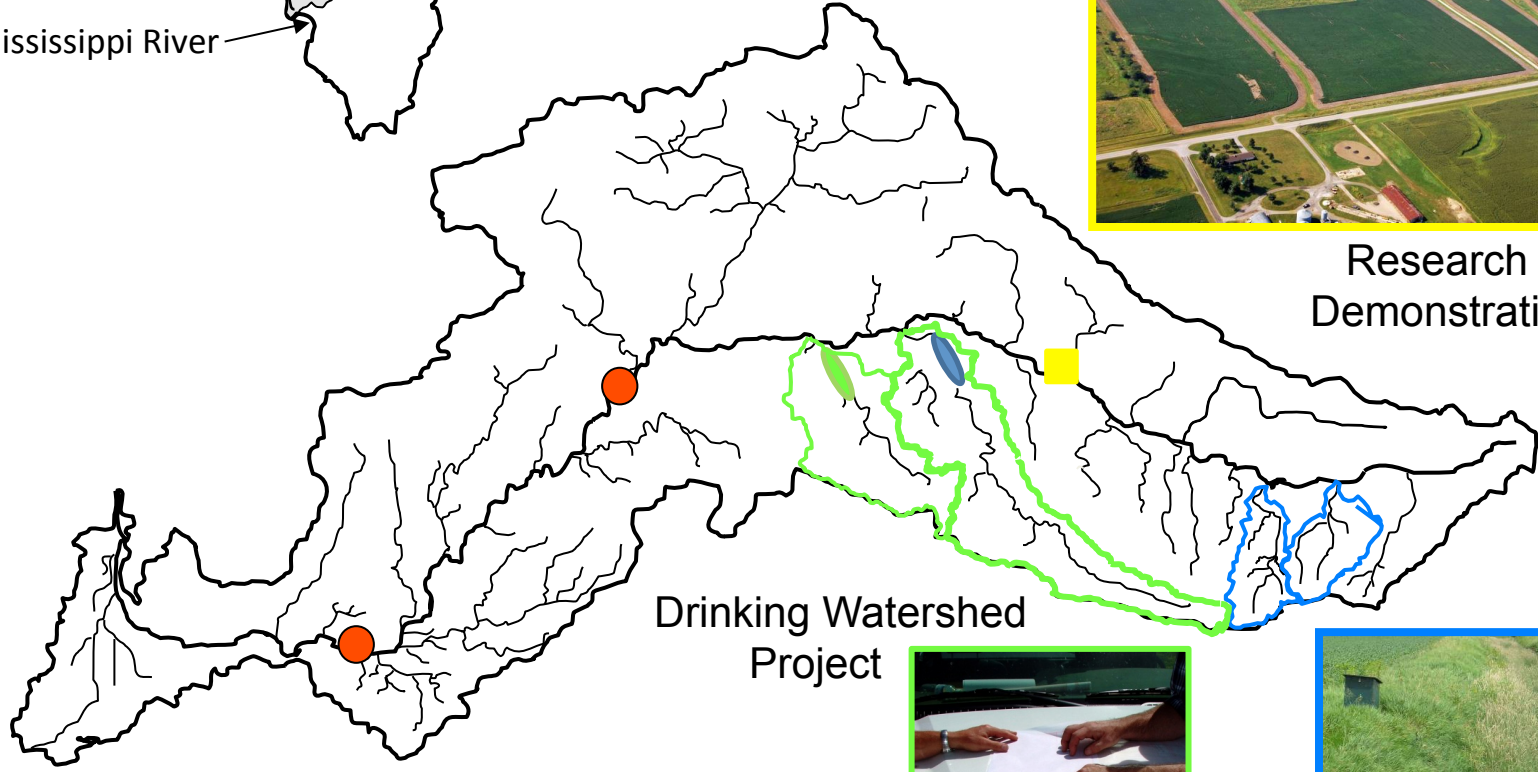 ississippi River
Research
Demonstrati
Drinking Watershed
Project